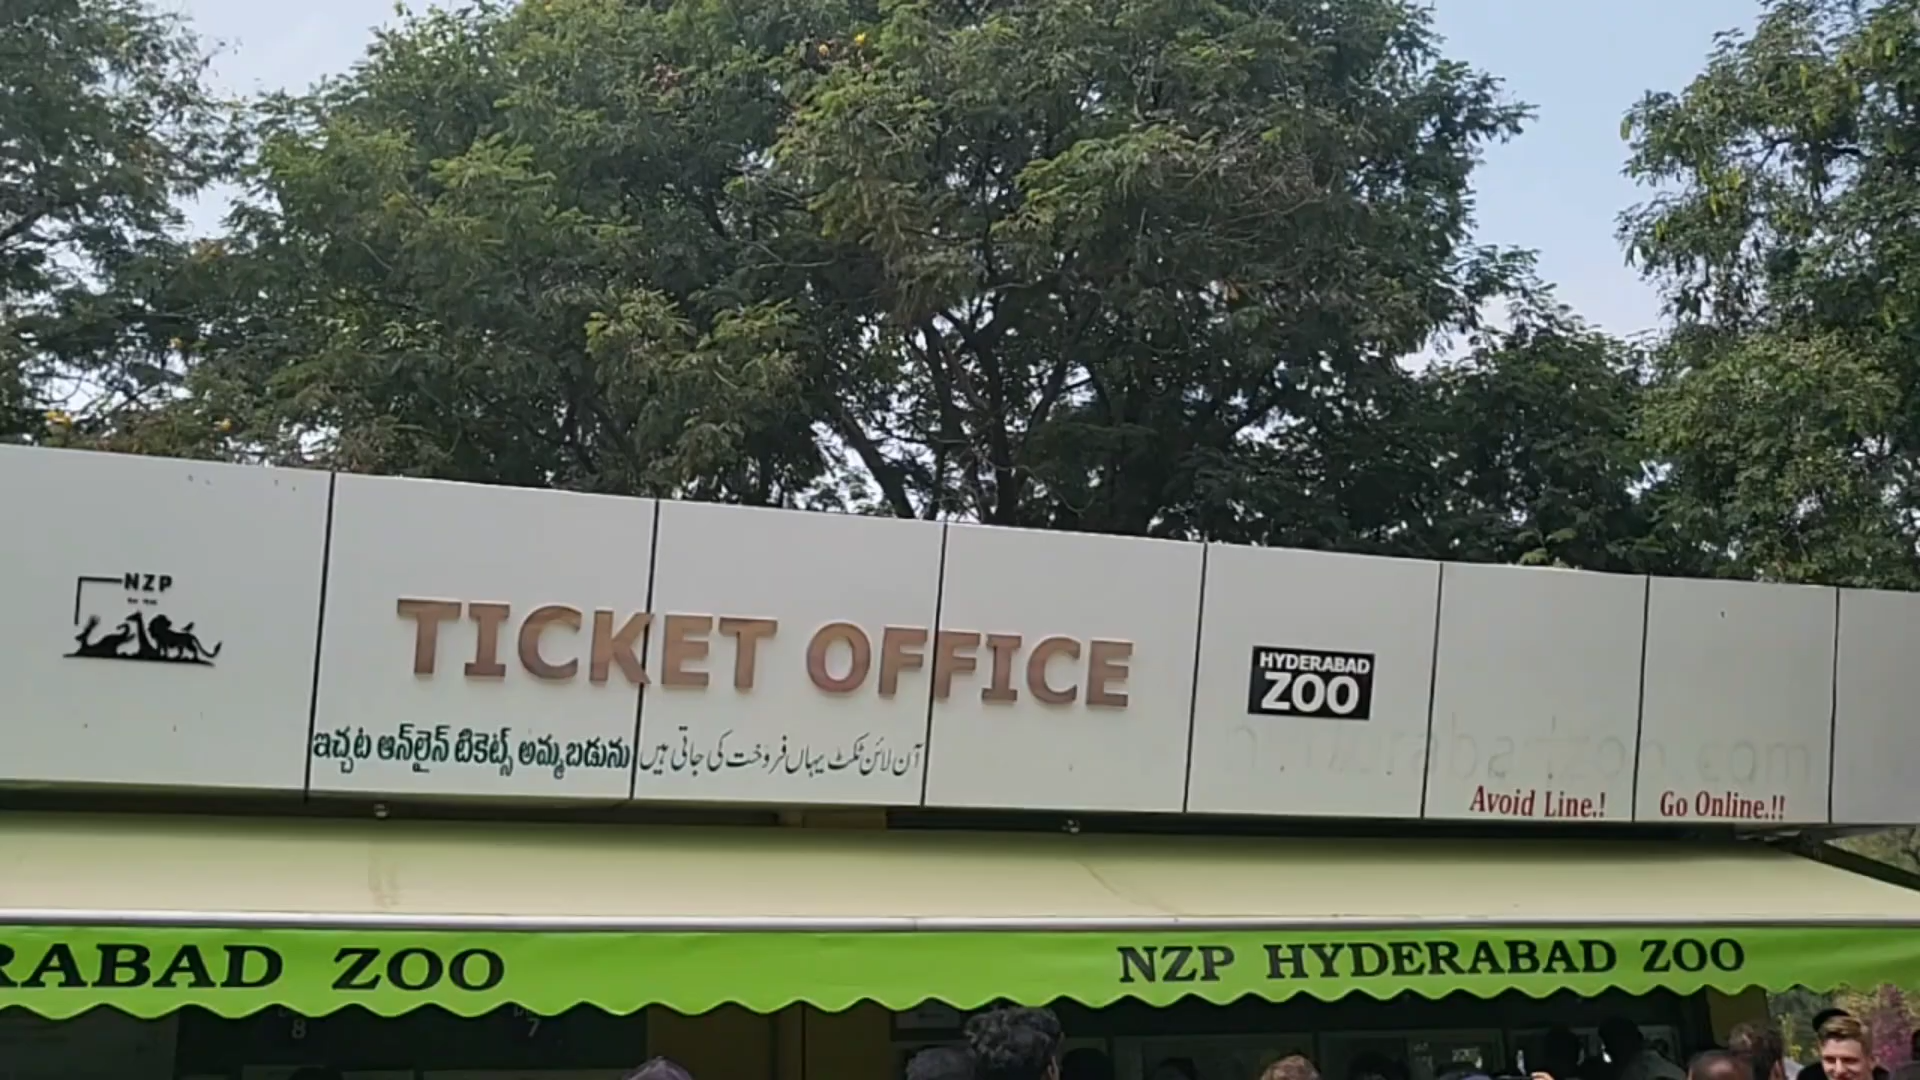 NZP
TICKET OFFICE
HYDERABAD
ZOO
ఇచ్చట ఆన్‌లైన్ టికెట్స్ అమ్మబడును
آن لائن ٹکٹ یہاں فروخت کی جاتی ہیں
Avoid Line.!
Go Online.!!
RABAD ZOO
NZP HYDERABAD ZOO
8
7